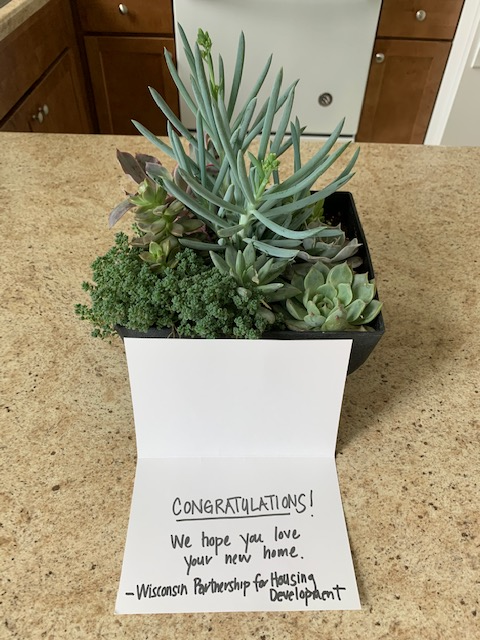 CONGRATULATIONS!
We hope you love
your new home.
- Wisconsin Partnership for Housing
Development